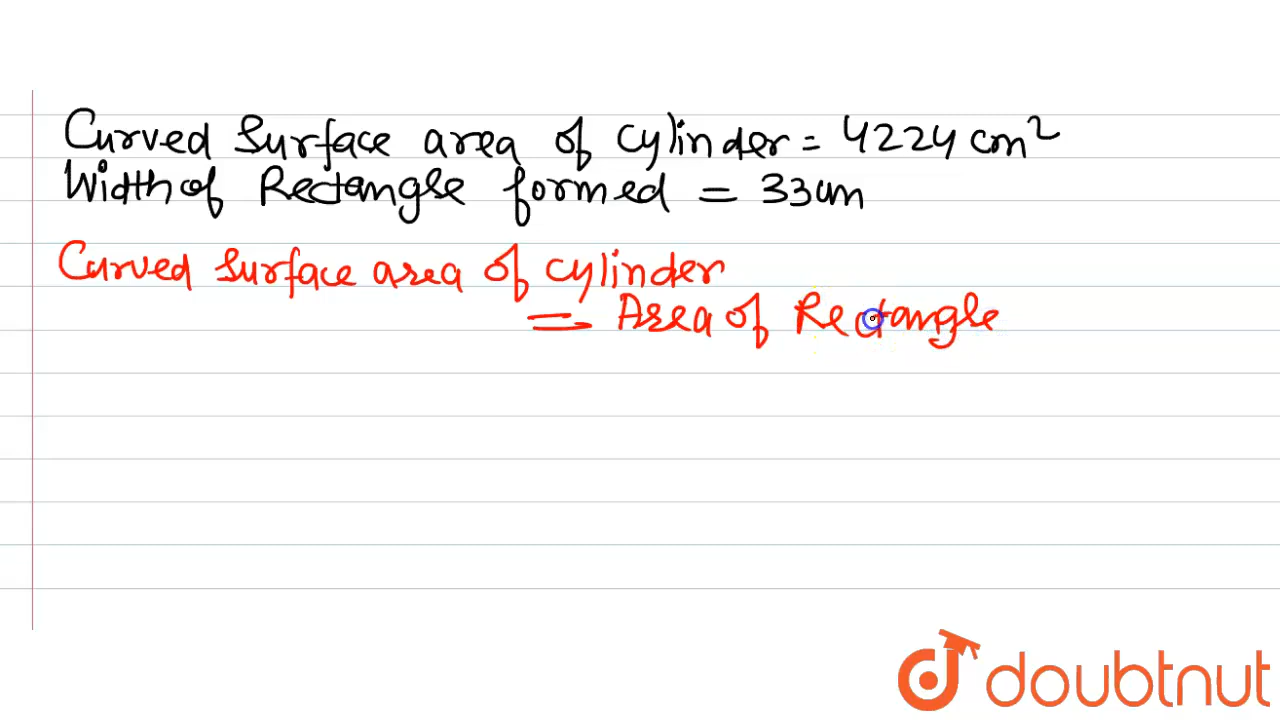 Curved Surface area of Cylinder = 4224 cm²
Width of Rectangle formed = 33cm
Curved Surface area of Cylinder
= Area of Rectangle
doubtnut